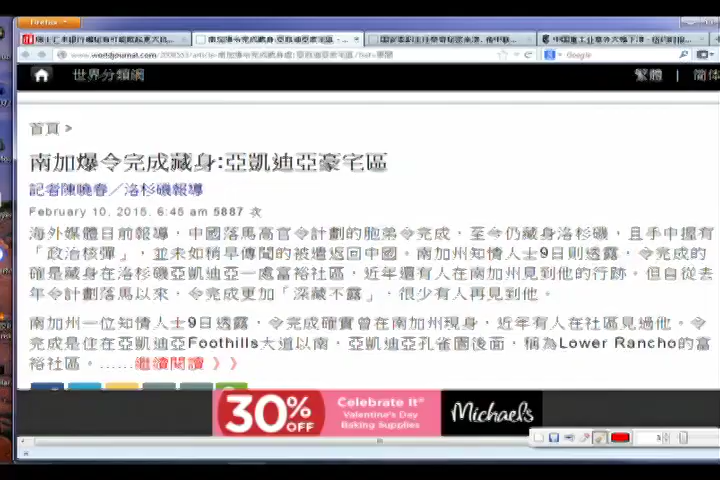 Firefox
www.worldjournal.com
Google
世界分類網
繁體 | 簡体
首頁 >
南加爆令完成藏身:亞凱迪亞豪宅區
記者陳曉春／洛杉磯報導
February 10, 2015, 6:45 am 5887 次
海外媒體日前報導，中國落馬高官令計劃的胞弟令完成，至今仍藏身洛杉磯，且手中握有
「政治核彈」，並未如稍早傳聞的被遣返回中國。南加州知情人士9日則透露，令完成的
確是藏身在洛杉磯亞凱迪亞一處富裕社區，近年還有人在南加州見到他的行跡。但自從去
年令計劃落馬以來，令完成更加「深藏不露」，很少有人再見到他。
南加州一位知情人士9日透露，令完成確實曾在南加州現身，近年有人在社區見過他。令
完成是住在亞凱迪亞Foothills大道以南，亞凱迪亞孔雀園後面，稱為Lower Rancho的富
裕社區。……繼續閱讀 》》
30% OFF
Celebrate It®
Valentine's Day
Baking Supplies
Michaels